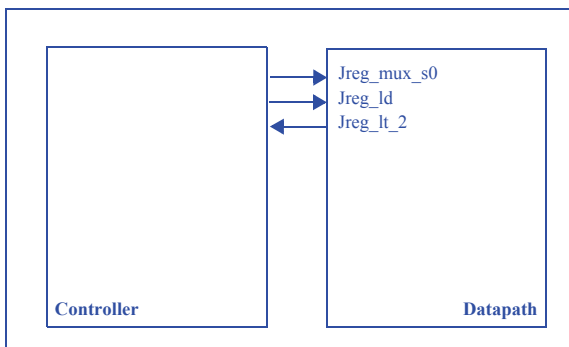 Jreg_mux_s0
Jreg_ld
Jreg_lt_2
Controller
Datapath